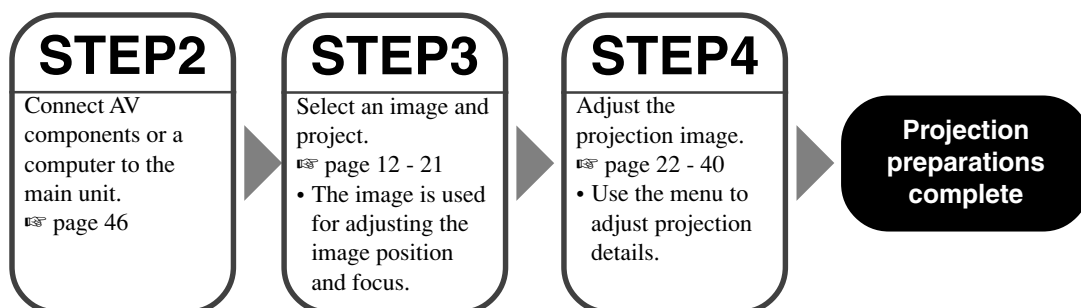 STEP2
Connect AV
components or a
computer to the
main unit.
☞ page 46
STEP3
Select an image and
project.
☞ page 12 - 21
• The image is used
for adjusting the
image position
and focus.
STEP4
Adjust the
projection image.
☞ page 22 - 40
• Use the menu to
adjust projection
details.
Projection
preparations
complete